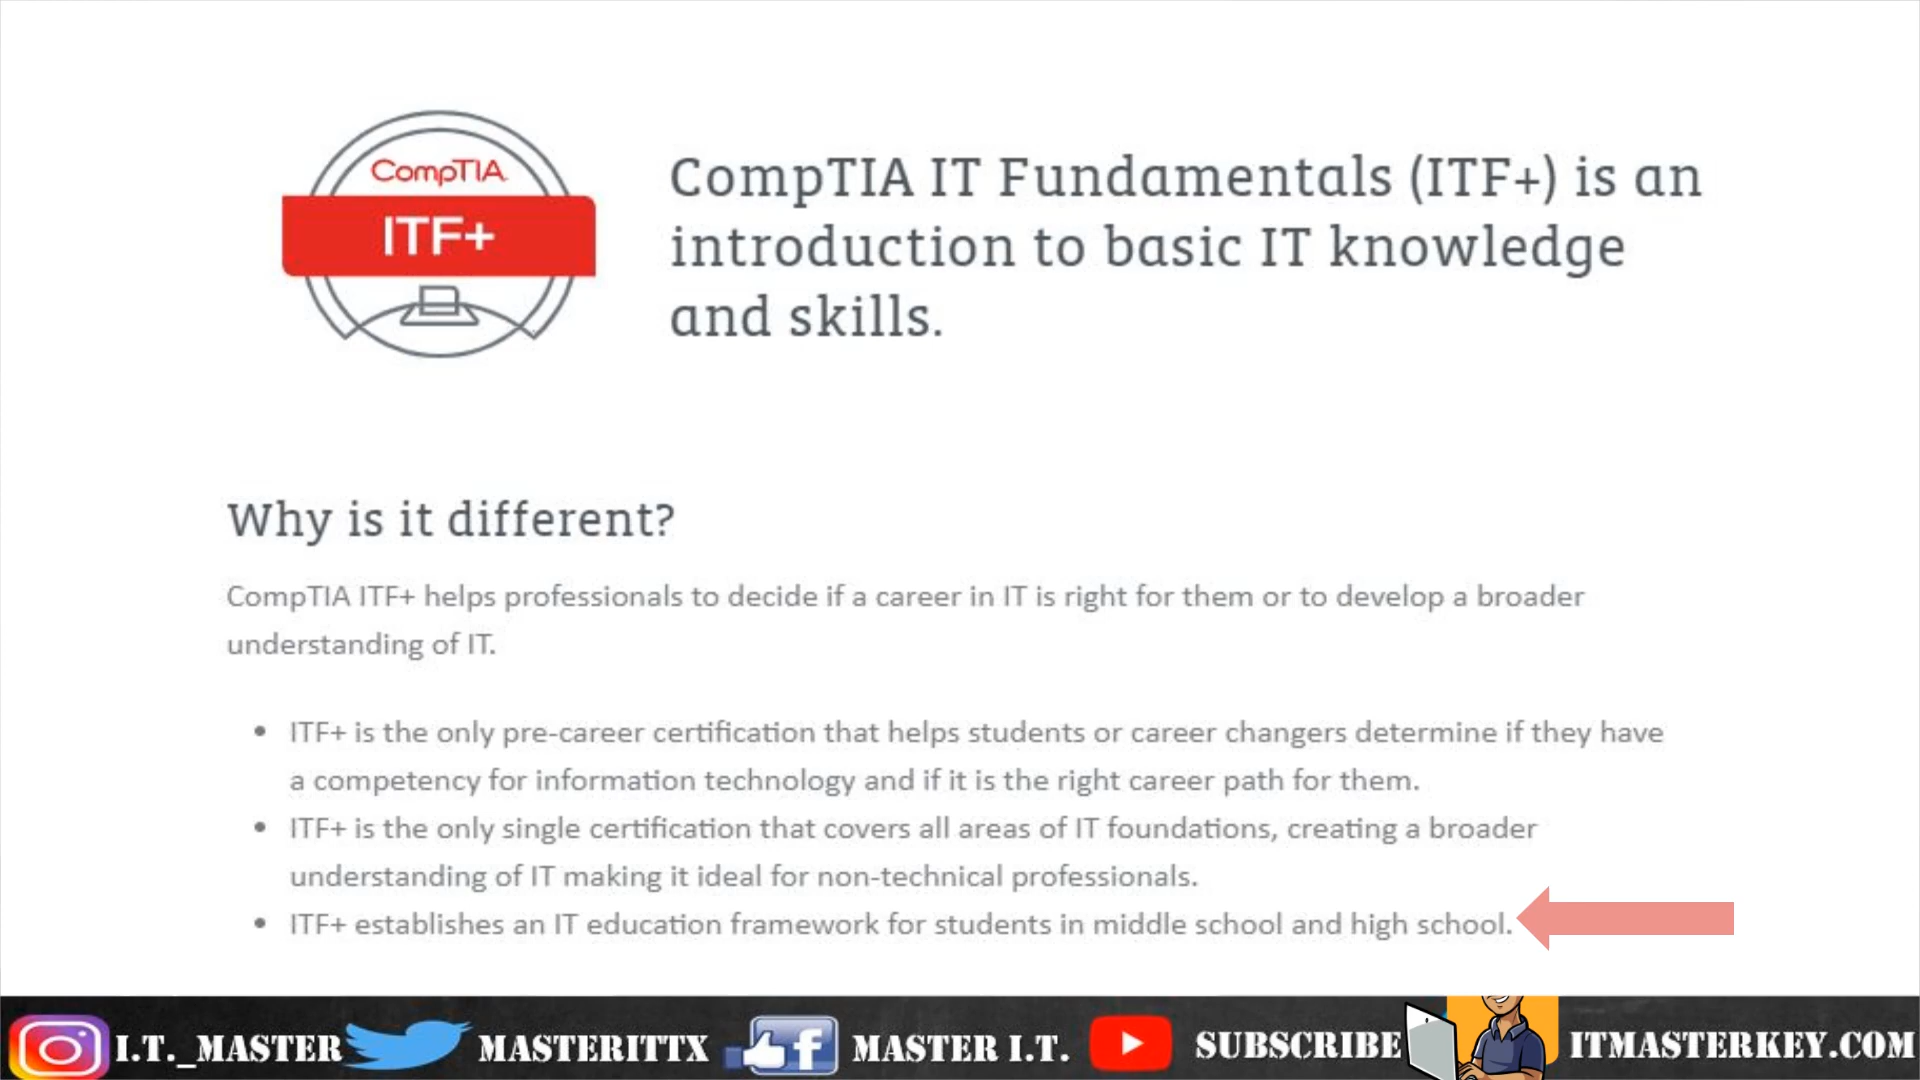 CompTIA
ITF+
CompTIA IT Fundamentals (ITF+) is an
introduction to basic IT knowledge
and skills.
Why is it different?
CompTIA ITF+ helps professionals to decide if a career in IT is right for them or to develop a broader
understanding of IT.
• ITF+ is the only pre-career certification that helps students or career changers determine if they have
a competency for information technology and if it is the right career path for them.
• ITF+ is the only single certification that covers all areas of IT foundations, creating a broader
understanding of IT making it ideal for non-technical professionals.
• ITF+ establishes an IT education framework for students in middle school and high school.
I.T._MASTER MASTERITTX f MASTER I.T. SUBSCRIBE ITMASTERKEY.COM